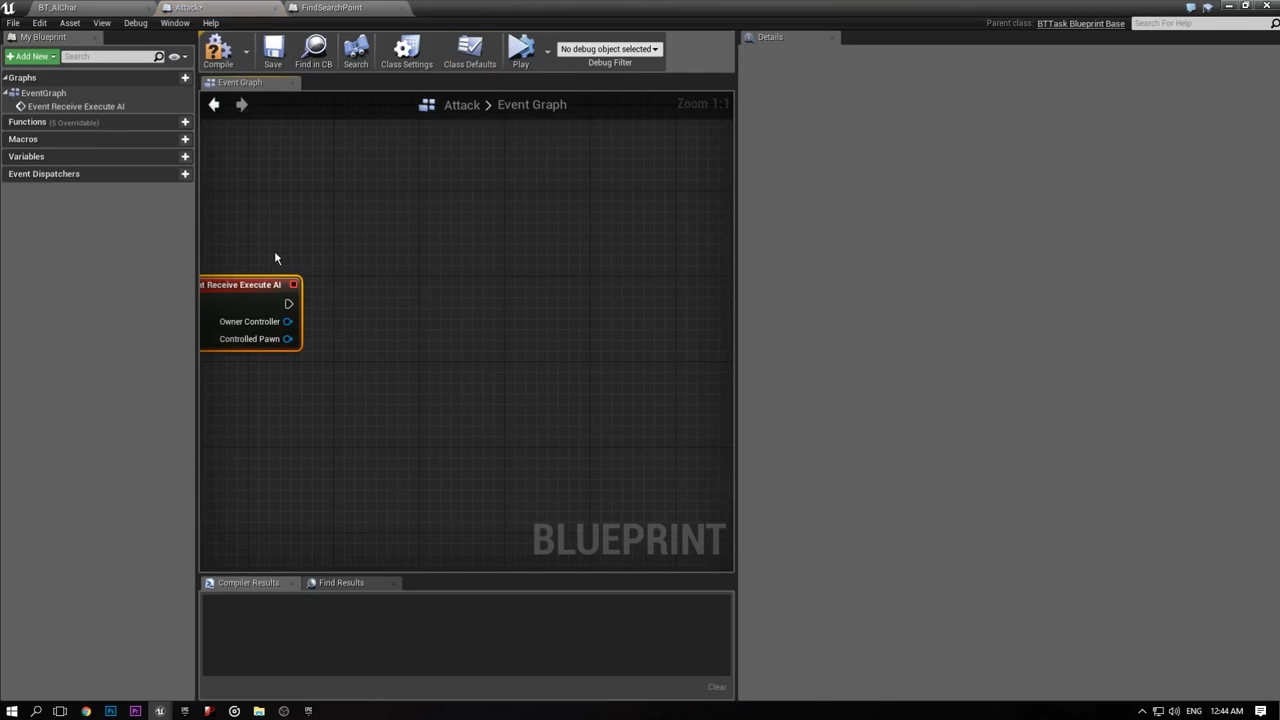 BT_AIChar
Attack*
FindSearchPoint
File Edit Asset View Debug Window Help
Parent class: BTTask Blueprint Base
Search For He
My Blueprint
Details
+Add New
Search
Compile
Save
Find in CB
Search
Class Settings
Class Defaults
Play
No debug object selected
Debug Filter
Graphs
EventGraph
Event Receive Execute AI
Functions (5 Overridable)
Macros
Variables
Event Dispatchers
Event Graph
Attack > Event Graph
Zoom 1:1
nt Receive Execute AI
Owner Controller
Controlled Pawn
BLUEPRINT
Compiler Results
Find Results
Clear
ENG
12:44 AM